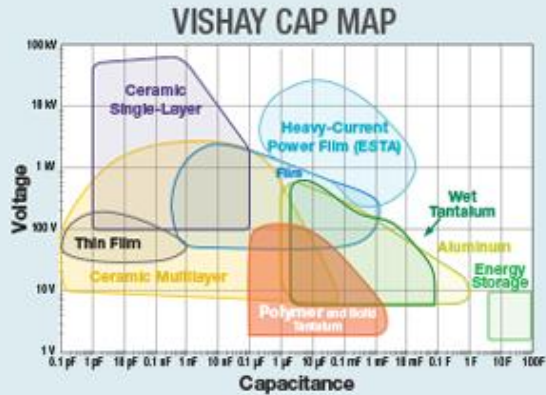 VISHAY CAP MAP
100 kV
10 kV
1 kV
100 V
10 V
1 V
Voltage
Ceramic
Single-Layer
Heavy-Current
Power Film (ESTA)
Film
Wet
Tantalum
Thin Film
Aluminum
Ceramic Multilayer
Energy
Storage
Polymer and Solid
Tantalum
0.1 pF 1 pF 10 pF 0.1 nF 1 nF 10 nF 0.1 µF 1 µF 10 µF 0.1 mF 1 mF 10 mF 0.1 F 1 F 10F 100F
Capacitance